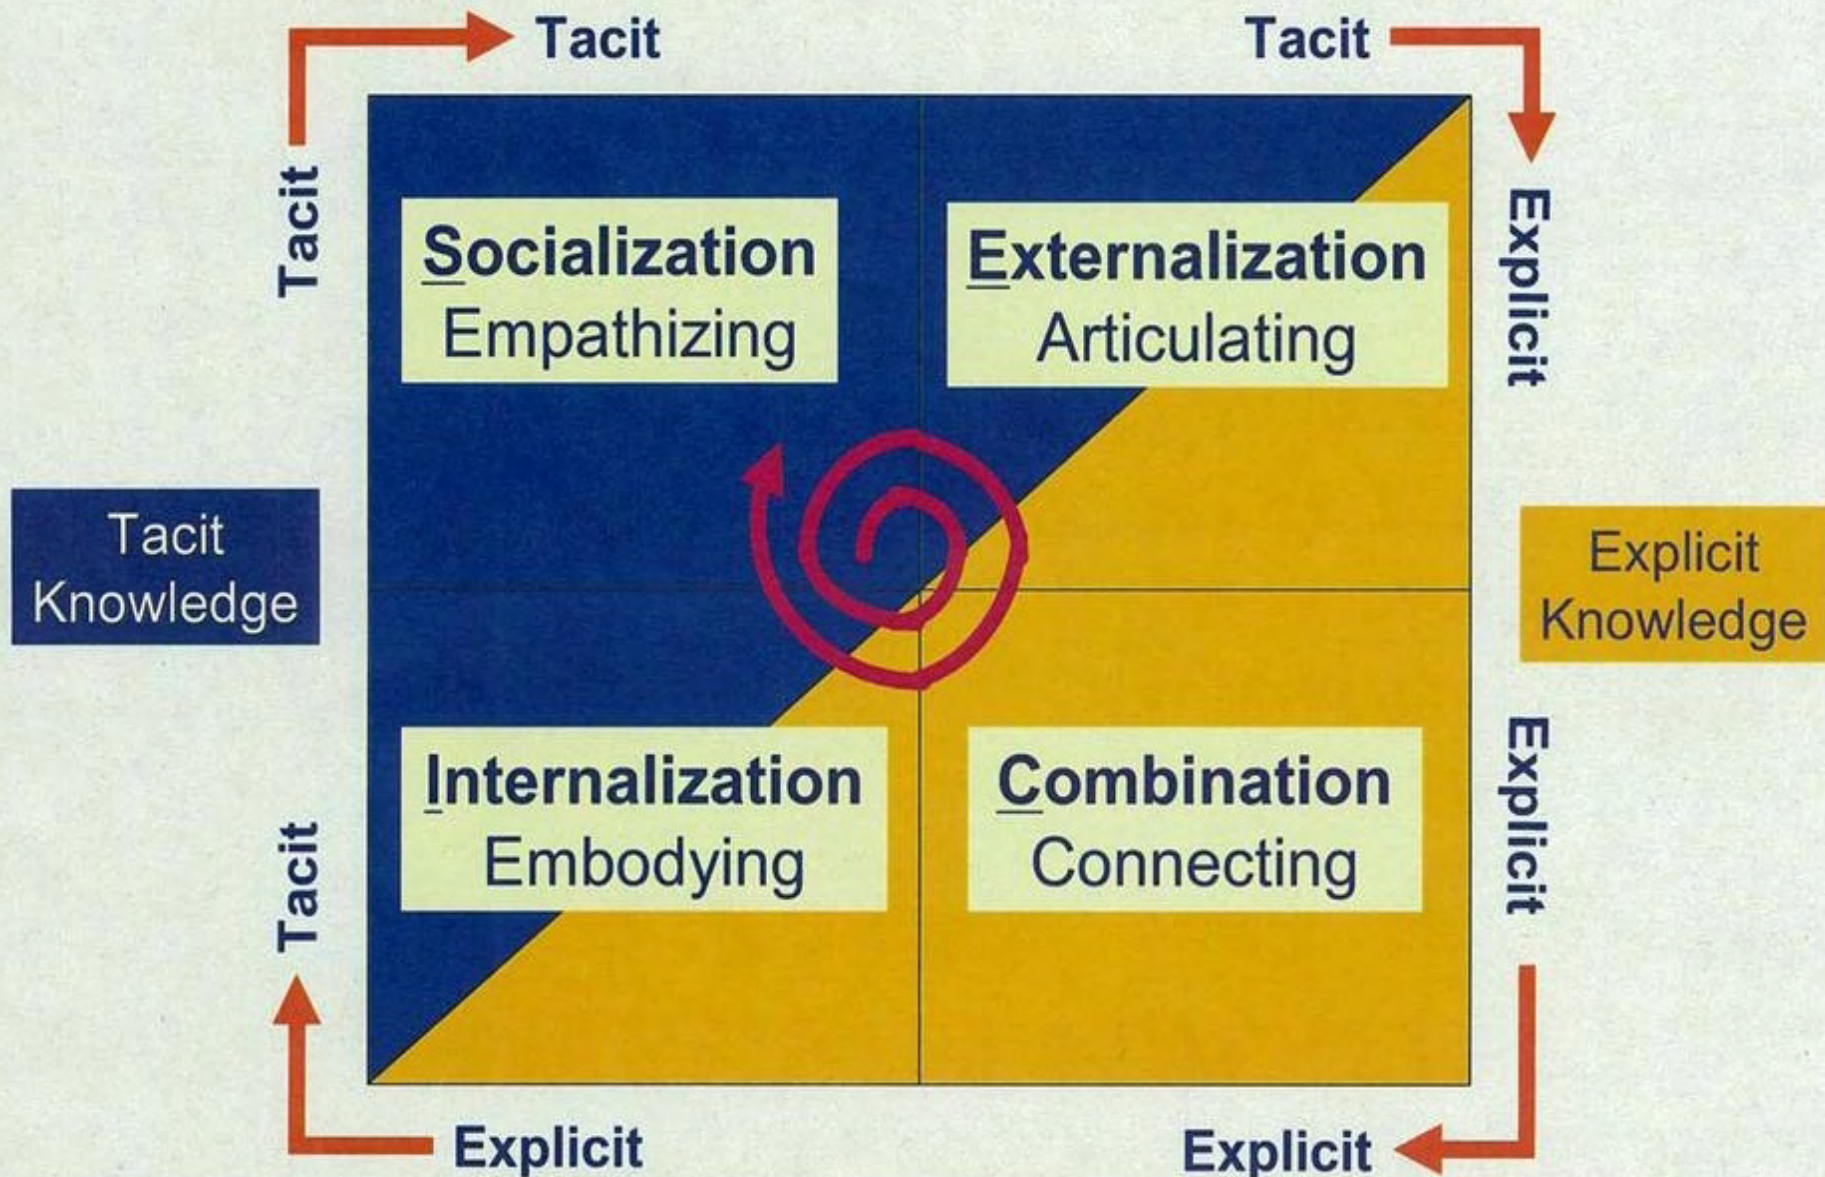 Tacit
Tacit
Tacit
Explicit
Socialization
Empathizing
Externalization
Articulating
Tacit
Knowledge
Explicit
Knowledge
Internalization
Embodying
Combination
Connecting
Tacit
Explicit
Explicit
Explicit